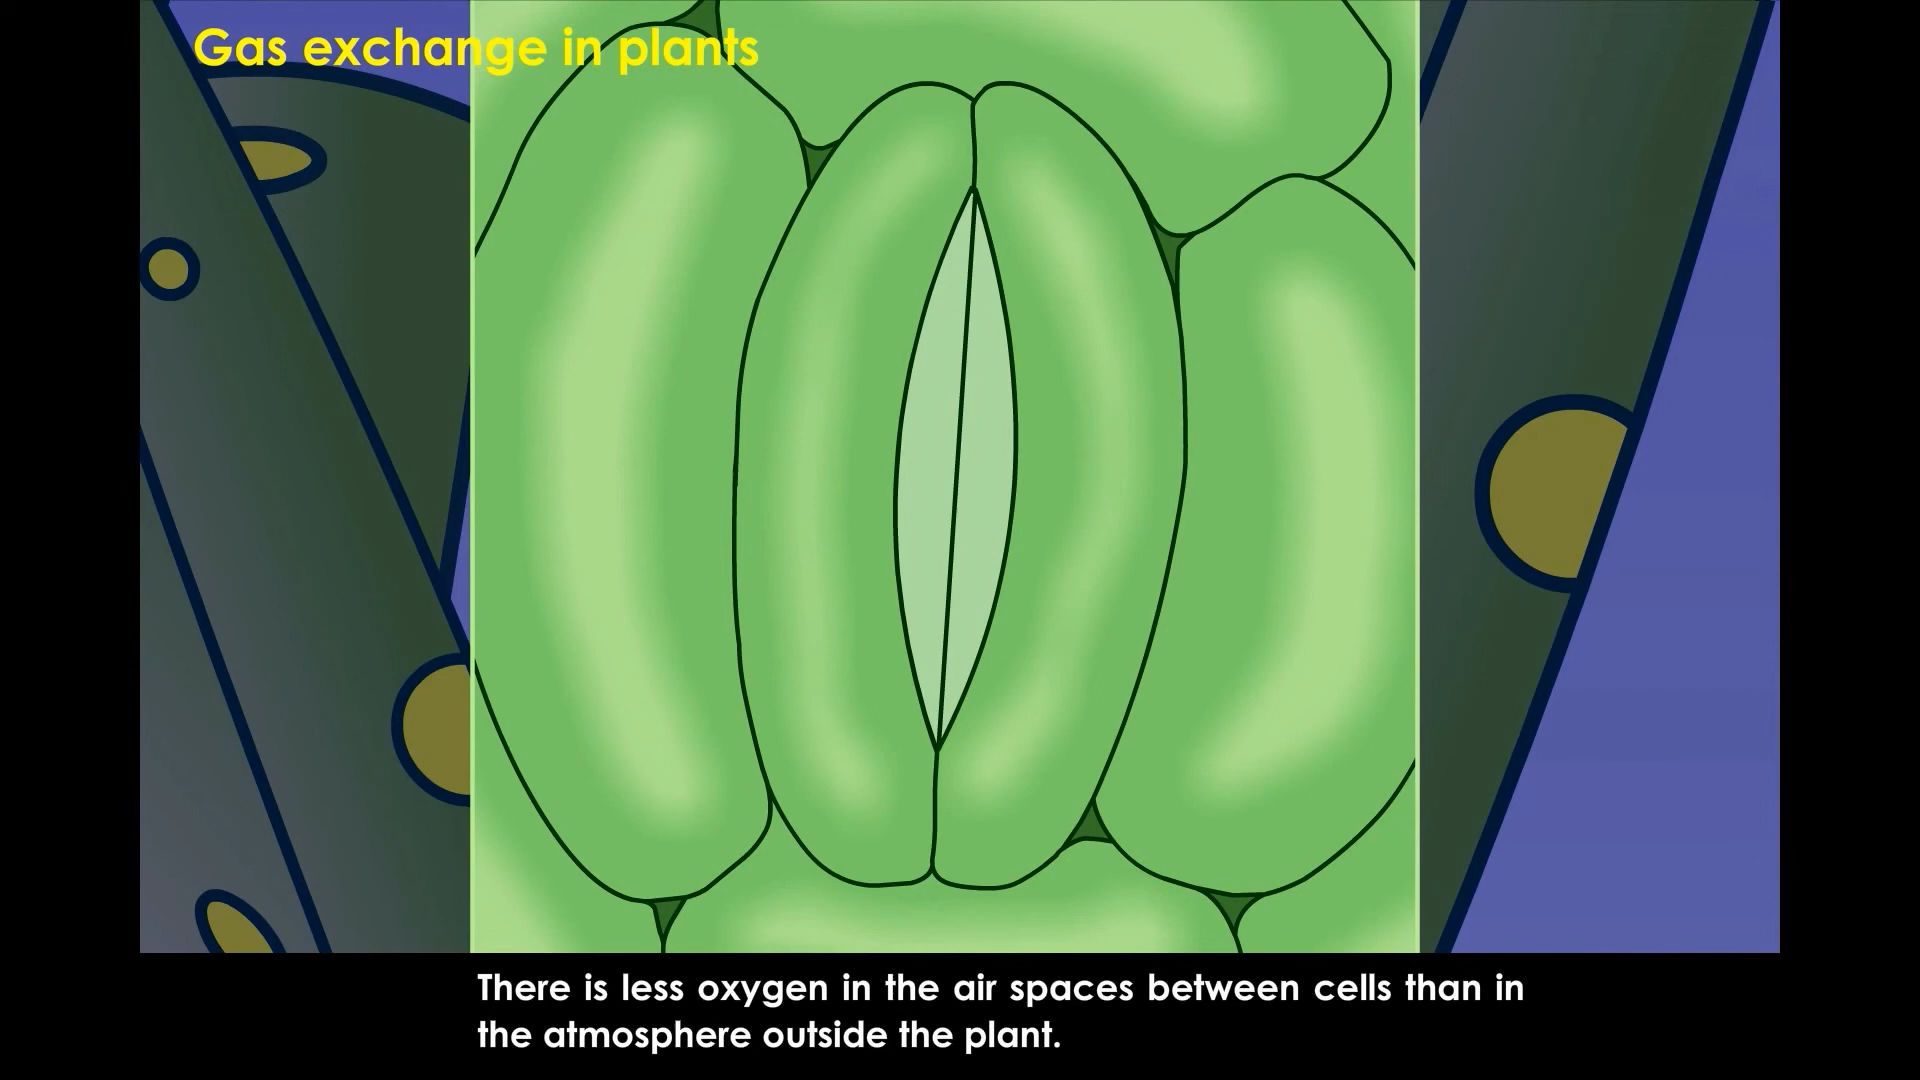 Gas exchange in plants
There is less oxygen in the air spaces between cells than in
the atmosphere outside the plant.